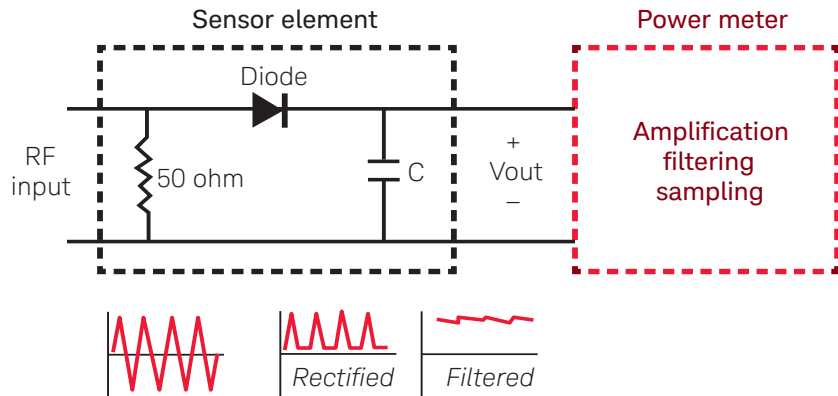 Sensor element
Power meter
Diode
RF
input
50 ohm
C
+
Vout
–
Amplification
filtering
sampling
Rectified
Filtered